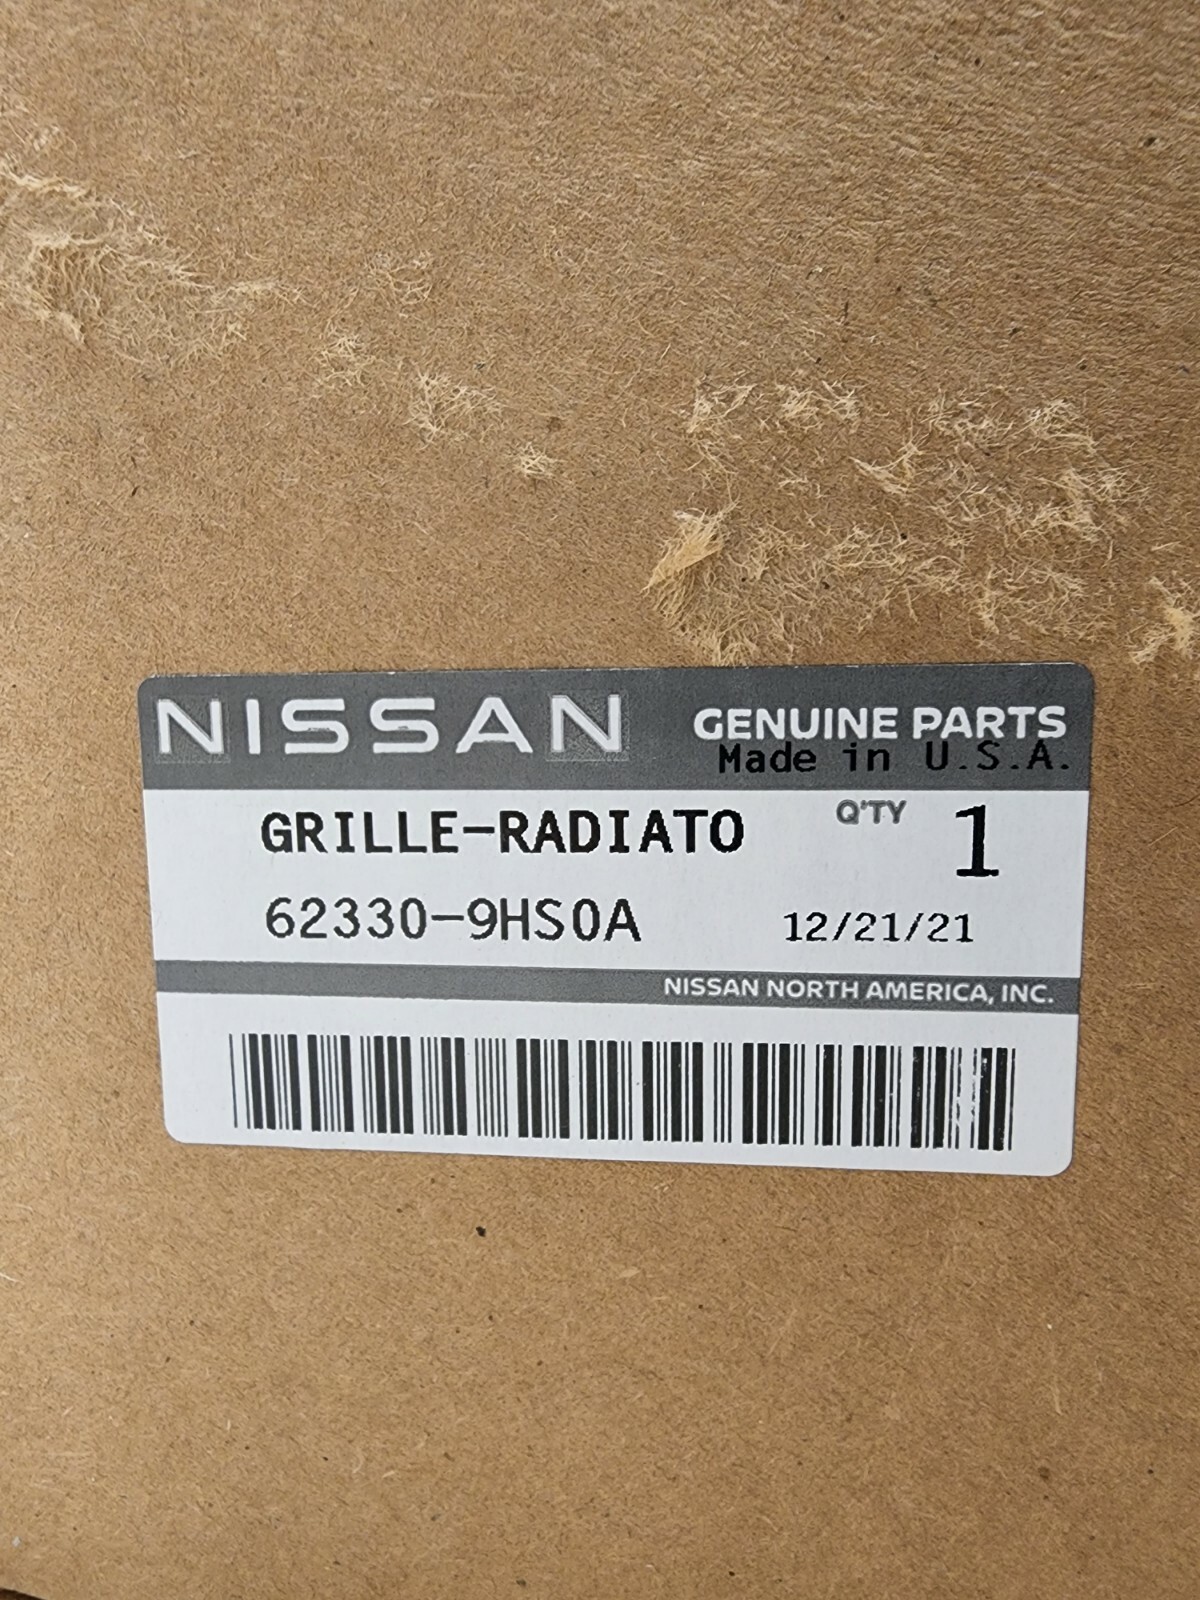 NISSAN GENUINE PARTS
Made in U.S.A.
GRILLE-RADIATO Q'TY 1
62330-9HS0A 12/21/21
NISSAN NORTH AMERICA, INC.